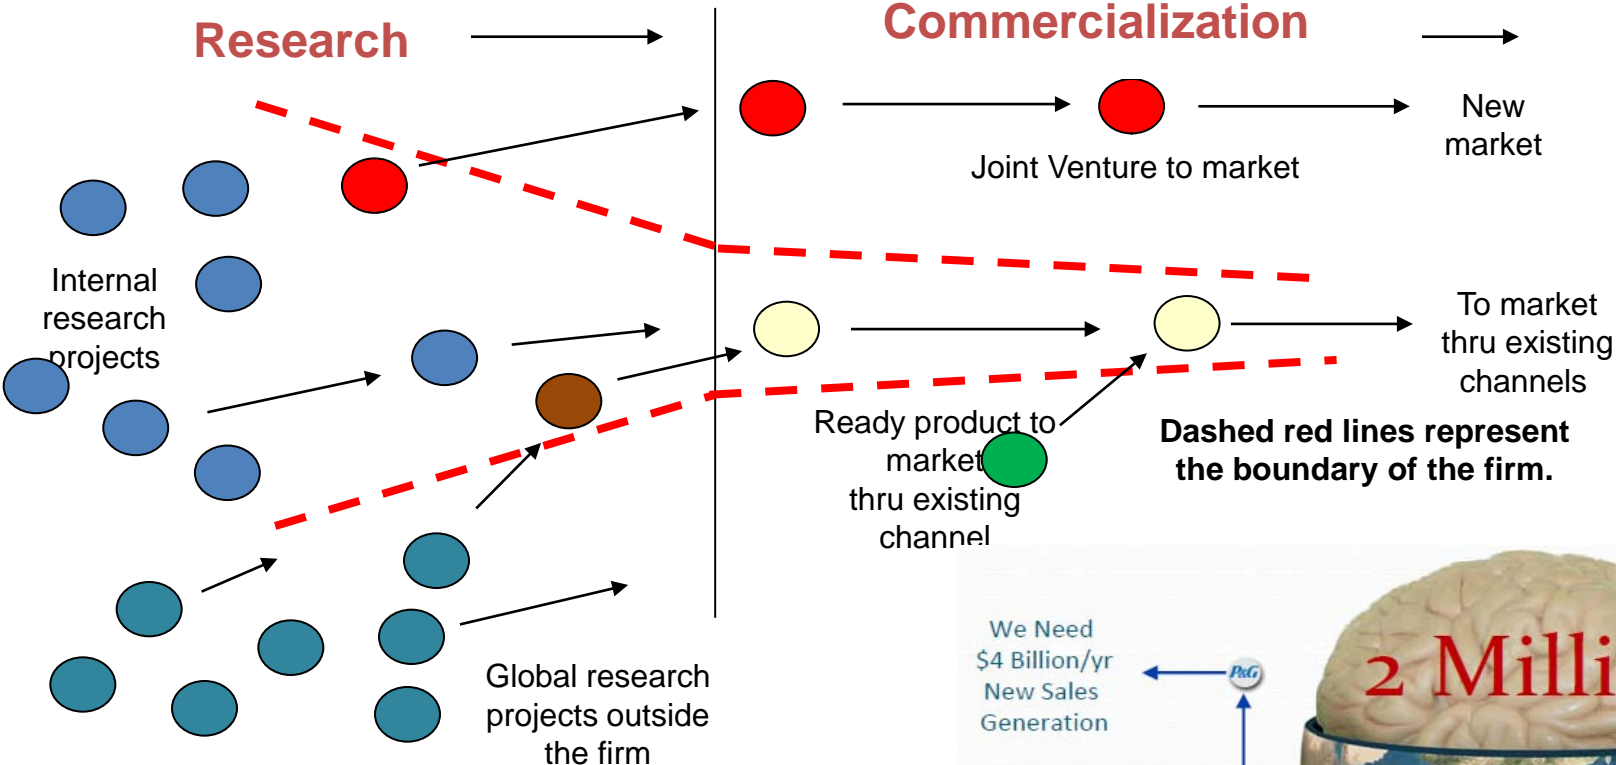 Research
Commercialization
New
market
Joint Venture to market
Internal
research
projects
To market
thru existing
channels
Ready product to
market
thru existing
channel
Dashed red lines represent
the boundary of the firm.
Global research
projects outside
the firm
We Need
$4 Billion/yr
New Sales
Generation
P&G
2 Milli